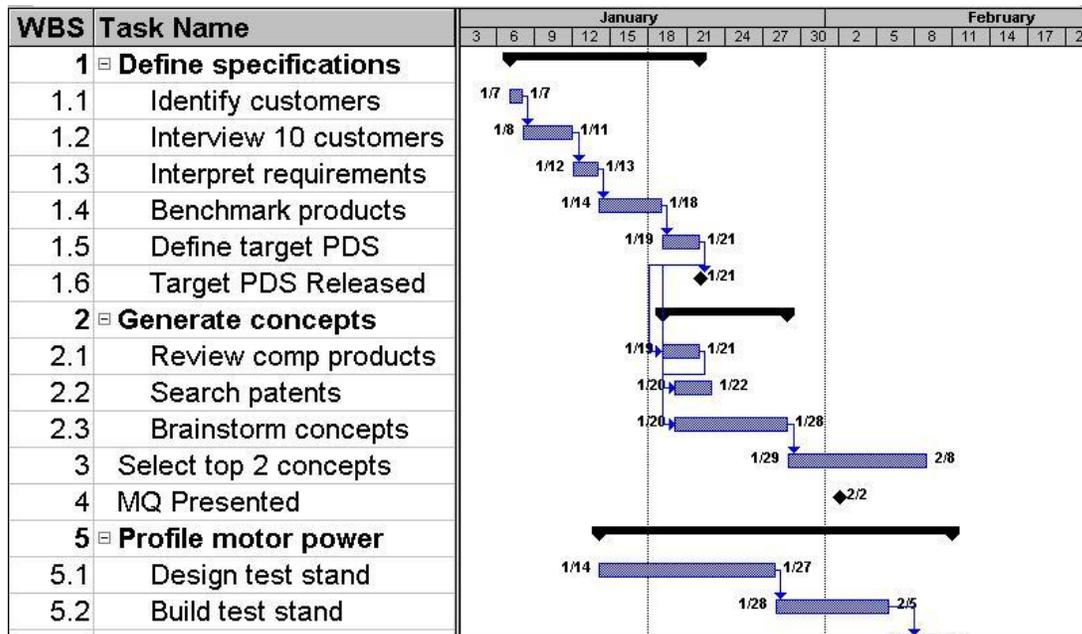 WBS Task Name January February
3 6 9 12 15 18 21 24 27 30 2 5 8 11 14 17
1 Define specifications
1.1 Identify customers 1/7 1/7
1.2 Interview 10 customers 1/8 1/11
1.3 Interpret requirements 1/12 1/13
1.4 Benchmark products 1/14 1/18
1.5 Define target PDS 1/19 1/21
1.6 Target PDS Released 1/21
2 Generate concepts
2.1 Review comp products 1/19 1/21
2.2 Search patents 1/20 1/22
2.3 Brainstorm concepts 1/20 1/28
3 Select top 2 concepts 1/29 2/8
4 MQ Presented 2/2
5 Profile motor power
5.1 Design test stand 1/14 1/27
5.2 Build test stand 1/28 2/5